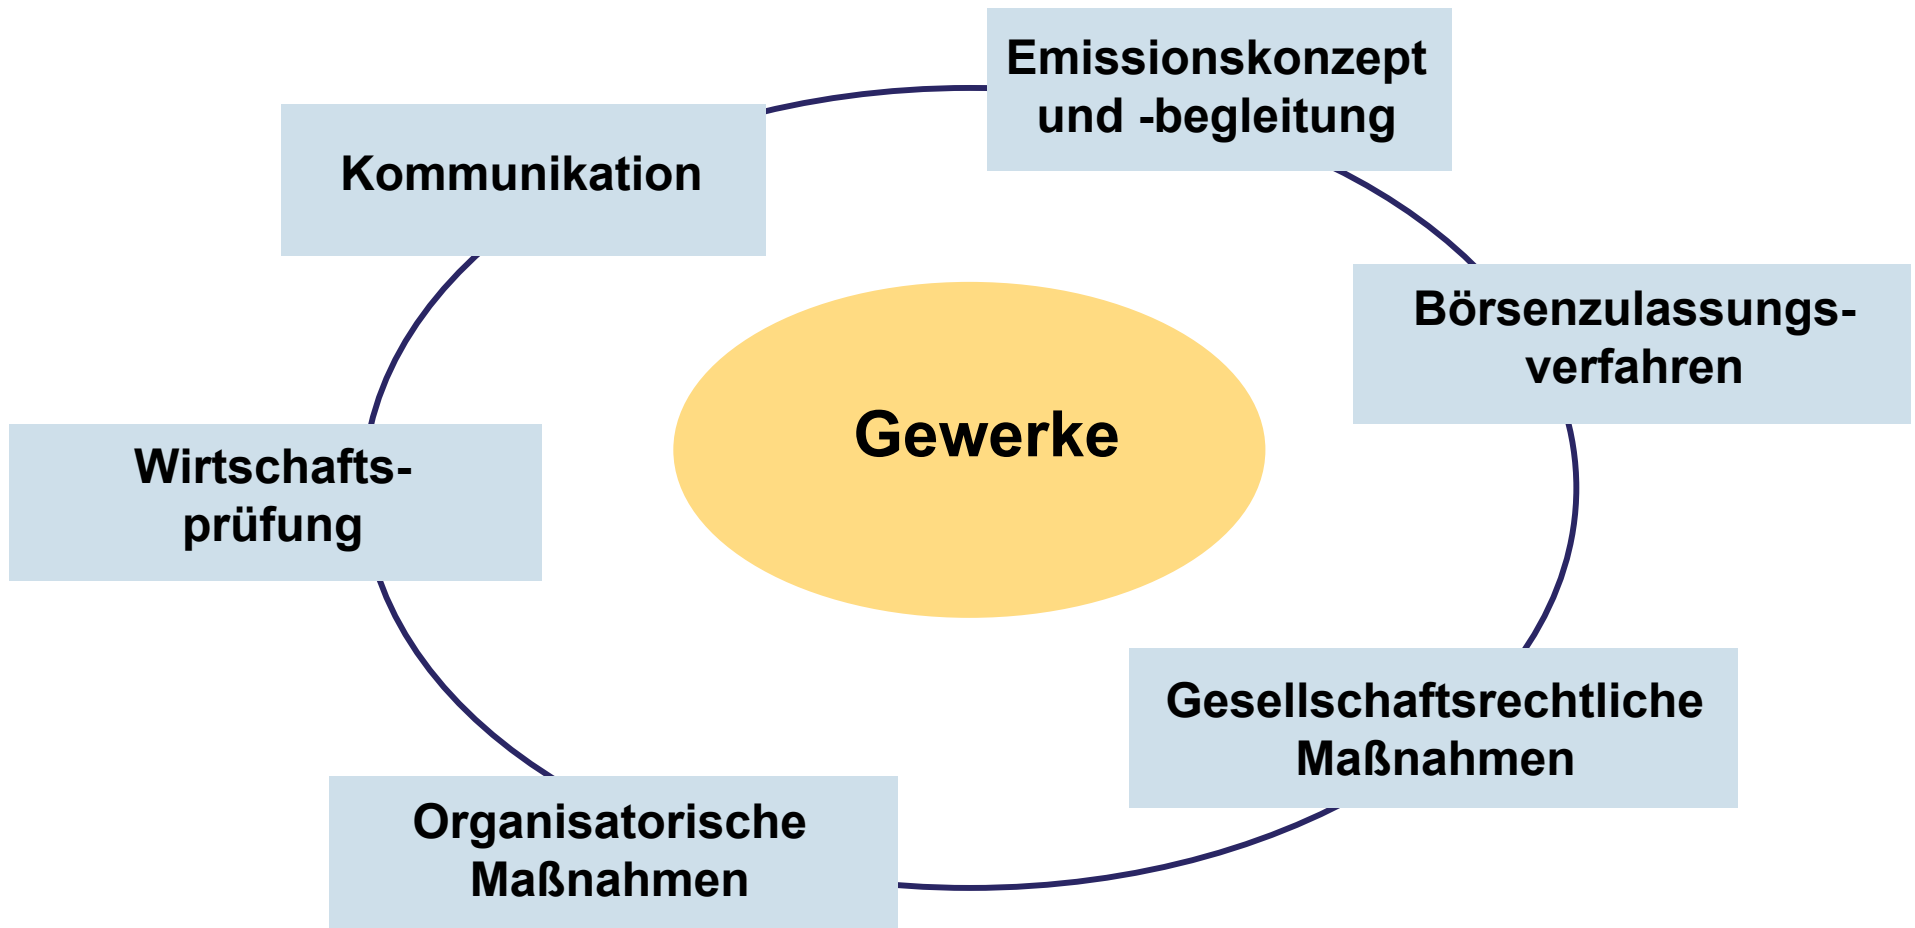 Emissionskonzept
und -begleitung
Kommunikation
Börsenzulassungs-
verfahren
Gewerke
Wirtschafts-
prüfung
Gesellschaftsrechtliche
Maßnahmen
Organisatorische
Maßnahmen